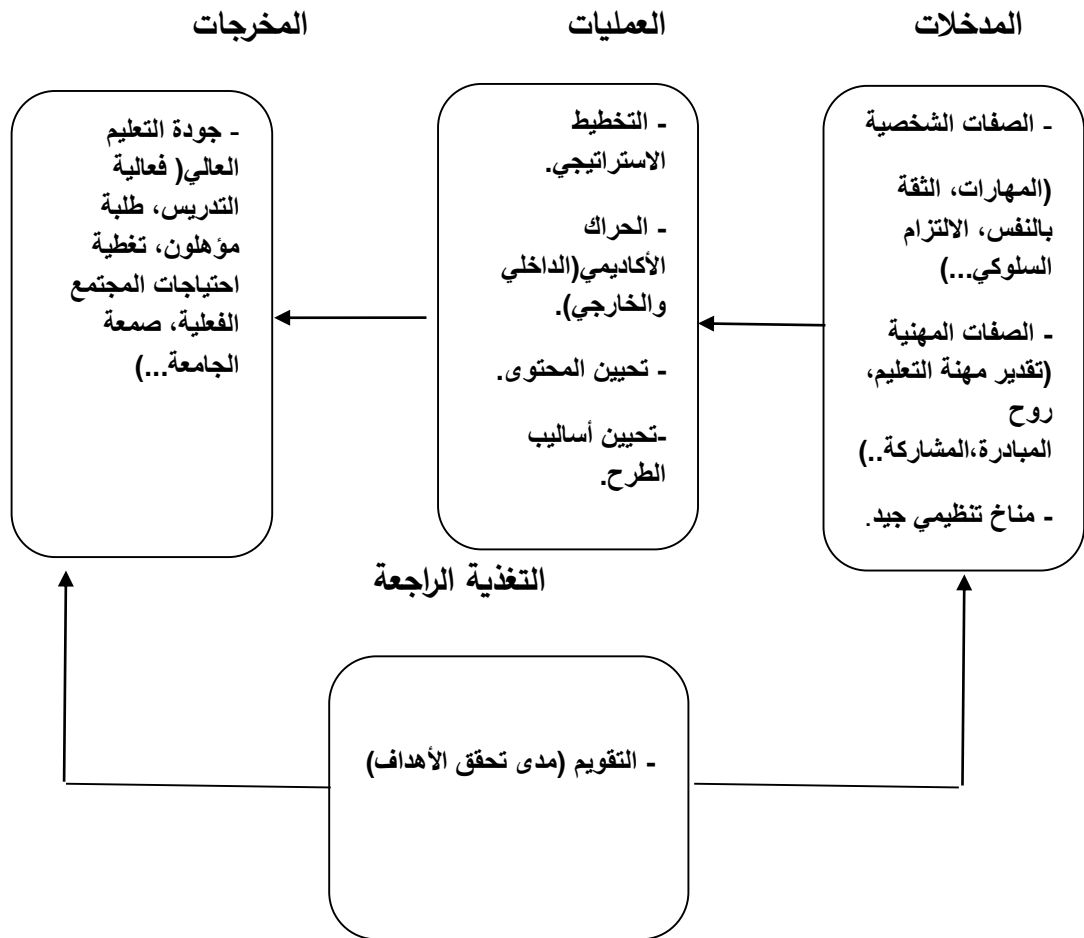 المدخلات
العمليات
المخرجات
- الصفات الشخصية
(المهارات، الثقة
بالنفس، الالتزام
السلوكي...)
- الصفات المهنية
(تقدير مهنة التعليم،
روح
المبادرة،المشاركة..)
- مناخ تنظيمي جيد.
- التخطيط
الاستراتيجي.
- الحراك
الأكاديمي(الداخلي
والخارجي).
- تحيين المحتوى.
-تحيين أساليب
الطرح.
- جودة التعليم
العالي( فعالية
التدريس، طلبة
مؤهلون، تغطية
احتياجات المجتمع
الفعلية، صمعة
الجامعة...)
التغذية الراجعة
- التقويم (مدى تحقق الأهداف)